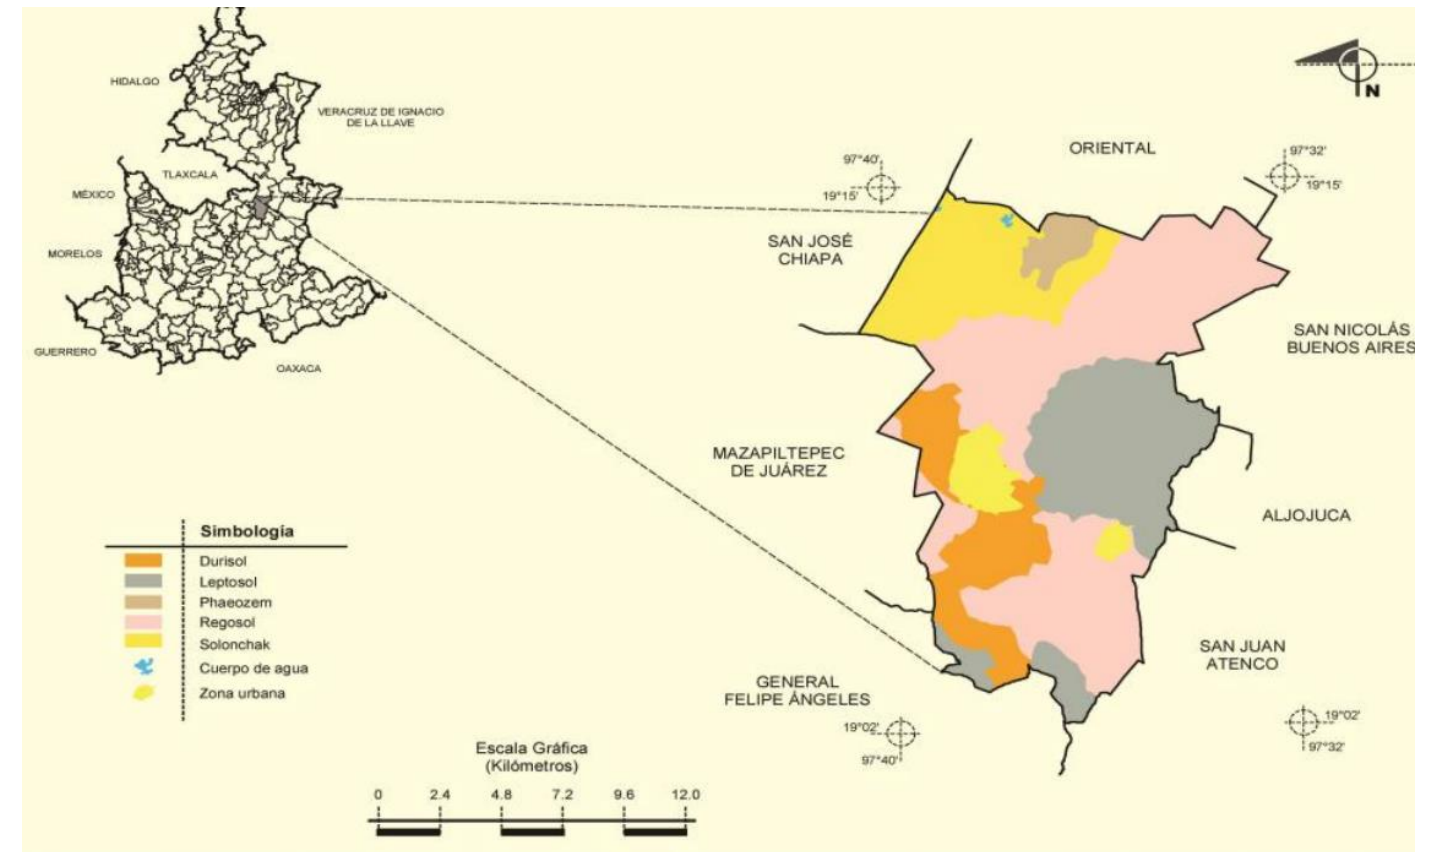 HIDALGO
VERACRUZ DE IGNACIO
DE LA LLAVE
TLAXCALA
MÉXICO
MORELOS
GUERRERO
OAXACA
N
ORIENTAL
97°40'
19°15'
97°32'
19°15'
SAN JOSÉ
CHIAPA
SAN NICOLÁS
BUENOS AIRES
MAZAPILTEPEC
DE JUÁREZ
ALJOJUCA
SAN JUAN
ATENCO
GENERAL
FELIPE ÁNGELES
19°02'
97°40'
19°02'
97°32'
Simbología
Durisol
Leptosol
Phaeozem
Regosol
Solonchak
Cuerpo de agua
Zona urbana
Escala Gráfica
(Kilómetros)
0 2.4 4.8 7.2 9.6 12.0